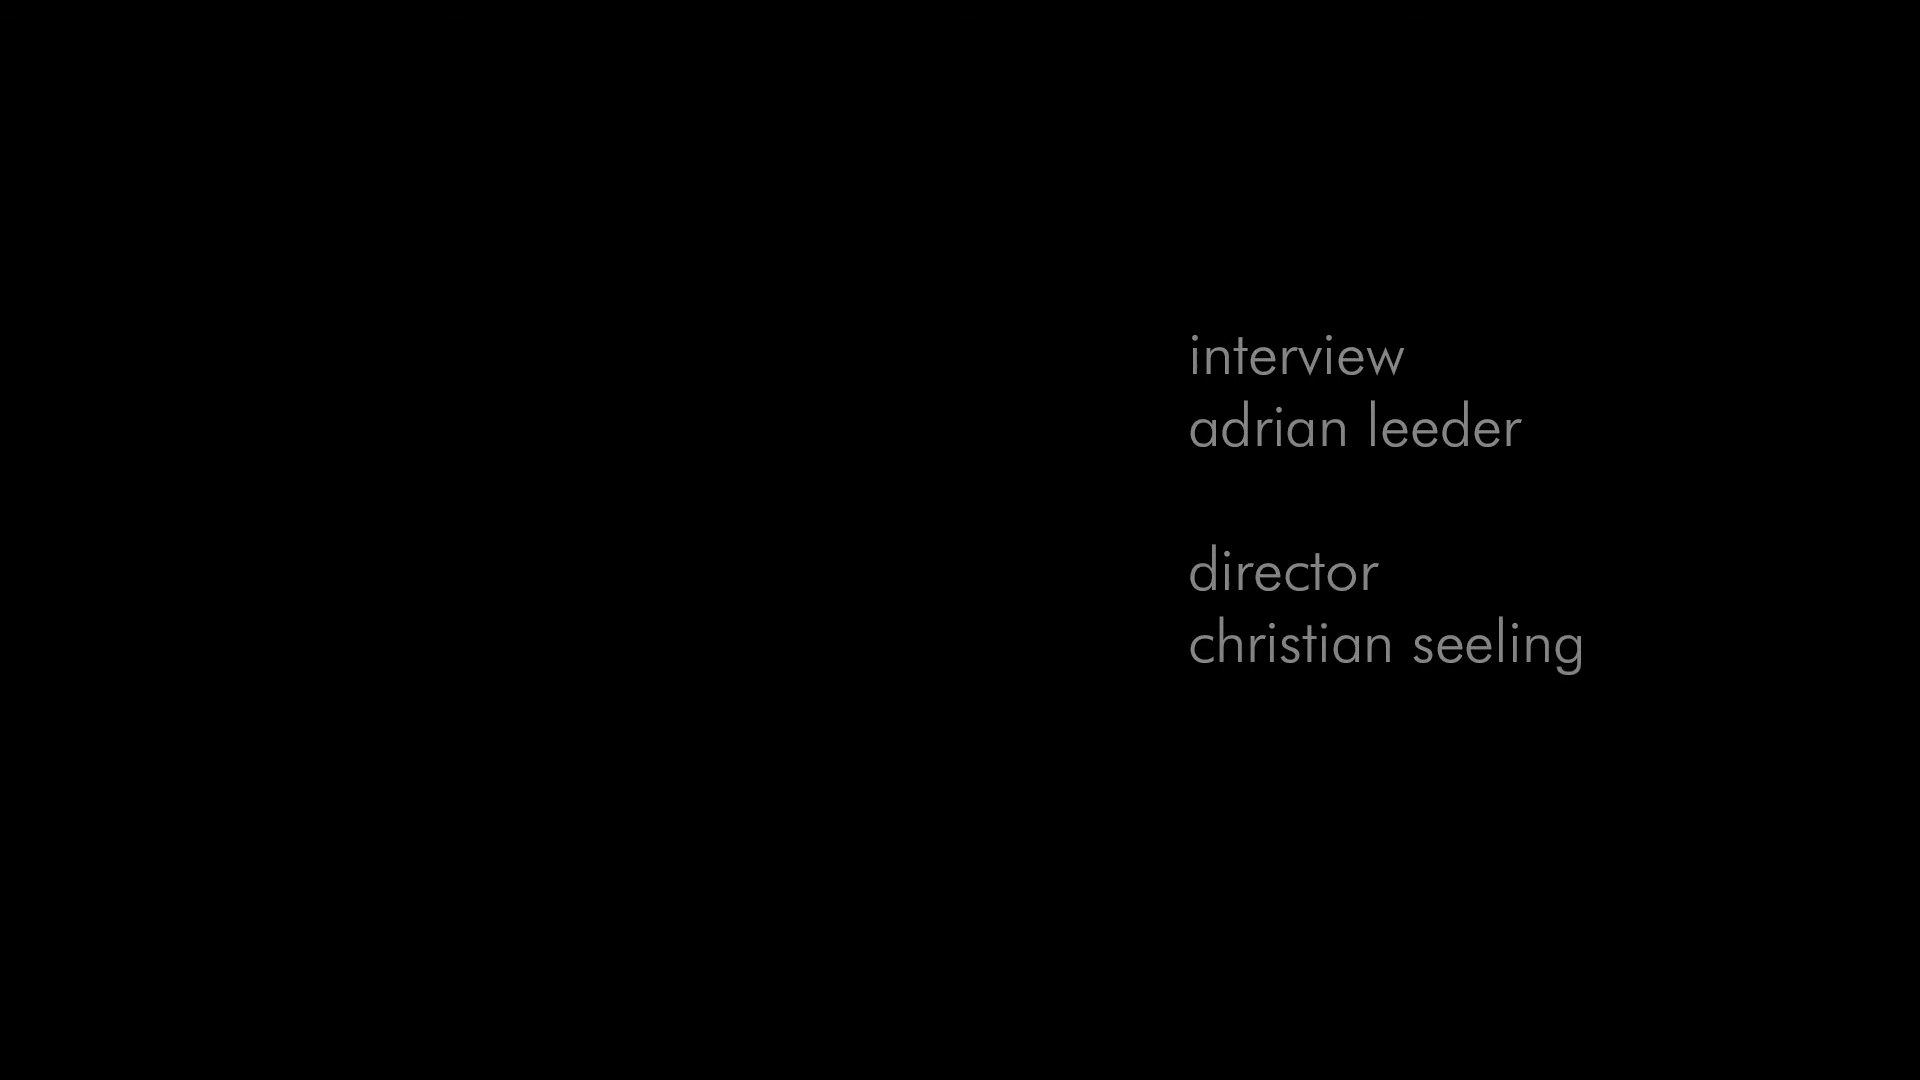 interview
adrian leeder
director
christian seeling